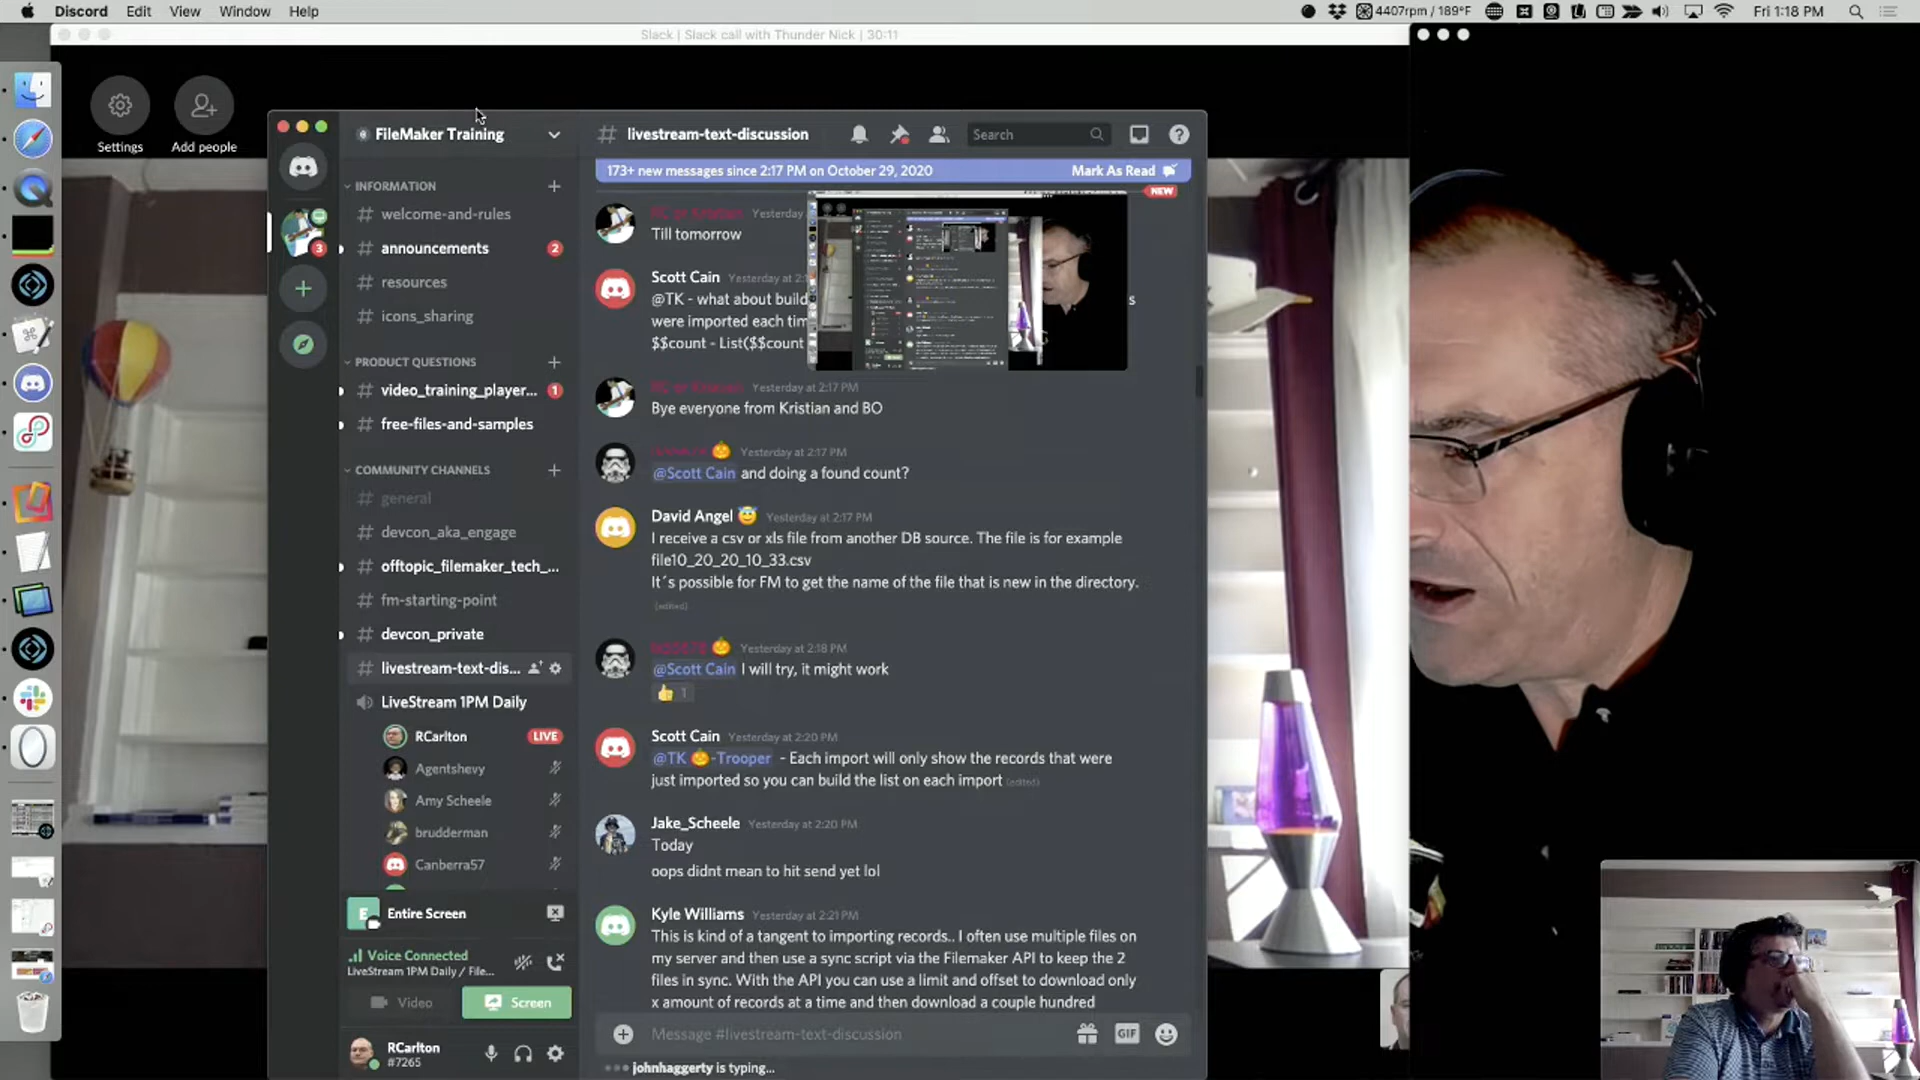 Discord Edit View Window Help
4407rpm / 189°F
Fri 1:18 PM
Slack | Slack call with Thunder Nick | 30:11
Settings
Add people
FileMaker Training
INFORMATION
welcome-and-rules
announcements 2
resources
icons_sharing
3
PRODUCT QUESTIONS
video_training_player... 1
free-files-and-samples
COMMUNITY CHANNELS
general
devcon_aka_engage
offtopic_filemaker_tech_...
fm-starting-point
devcon_private
livestream-text-dis...
LiveStream 1PM Daily
RCarlton LIVE
Agentshevy
Amy Scheele
brudderman
Canberra57
E Entire Screen
Voice Connected
LiveStream 1PM Daily / File...
Video Screen
RCarlton
#7265
# livestream-text-discussion
Search
173+ new messages since 2:17 PM on October 29, 2020 Mark As Read
NEW
Yesterday
Till tomorrow
Scott Cain Yesterday at 2:1
@TK - what about build s
were imported each tim
$$count - List($$count
Yesterday at 2:17 PM
Bye everyone from Kristian and BO
Yesterday at 2:17 PM
@Scott Cain and doing a found count?
David Angel Yesterday at 2:17 PM
I receive a csv or xls file from another DB source. The file is for example
file10_20_20_10_33.csv
It´s possible for FM to get the name of the file that is new in the directory.
(edited)
Yesterday at 2:18 PM
@Scott Cain I will try, it might work
1
Scott Cain Yesterday at 2:20 PM
@TK 🎃-Trooper - Each import will only show the records that were
just imported so you can build the list on each import (edited)
Jake_Scheele Yesterday at 2:20 PM
Today
oops didnt mean to hit send yet lol
Kyle Williams Yesterday at 2:21 PM
This is kind of a tangent to importing records.. I often use multiple files on
my server and then use a sync script via the Filemaker API to keep the 2
files in sync. With the API you can use a limit and offset to download only
x amount of records at a time and then download a couple hundred
Message #livestream-text-discussion
GIF
johnhaggerty is typing...